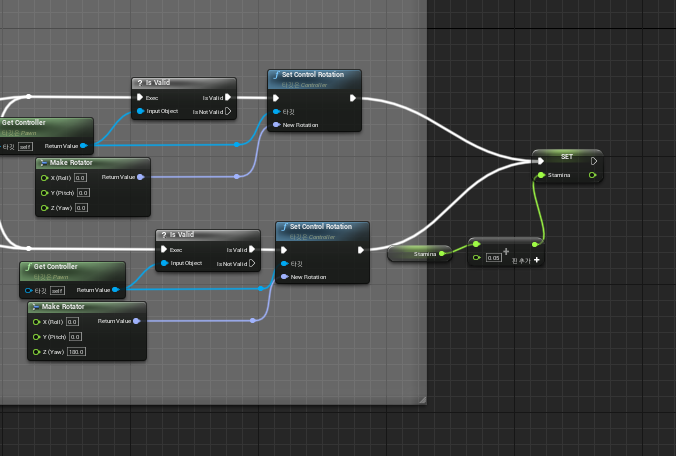 Is Valid
Exec
Is Valid
Input Object
Is Not Valid
Set Control Rotation
타깃은 Controller
타깃
New Rotation
Get Controller
타깃은 Pawn
타깃
self
Return Value
Make Rotator
X (Roll) 0.0
Return Value
Y (Pitch) 0.0
Z (Yaw) 0.0
SET
Stamina
Is Valid
Exec
Is Valid
Input Object
Is Not Valid
Set Control Rotation
타깃은 Controller
타깃
New Rotation
Get Controller
타깃은 Pawn
타깃
self
Return Value
Make Rotator
X (Roll) 0.0
Return Value
Y (Pitch) 0.0
Z (Yaw) 180.0
Stamina
+
0.05
핀 추가 +